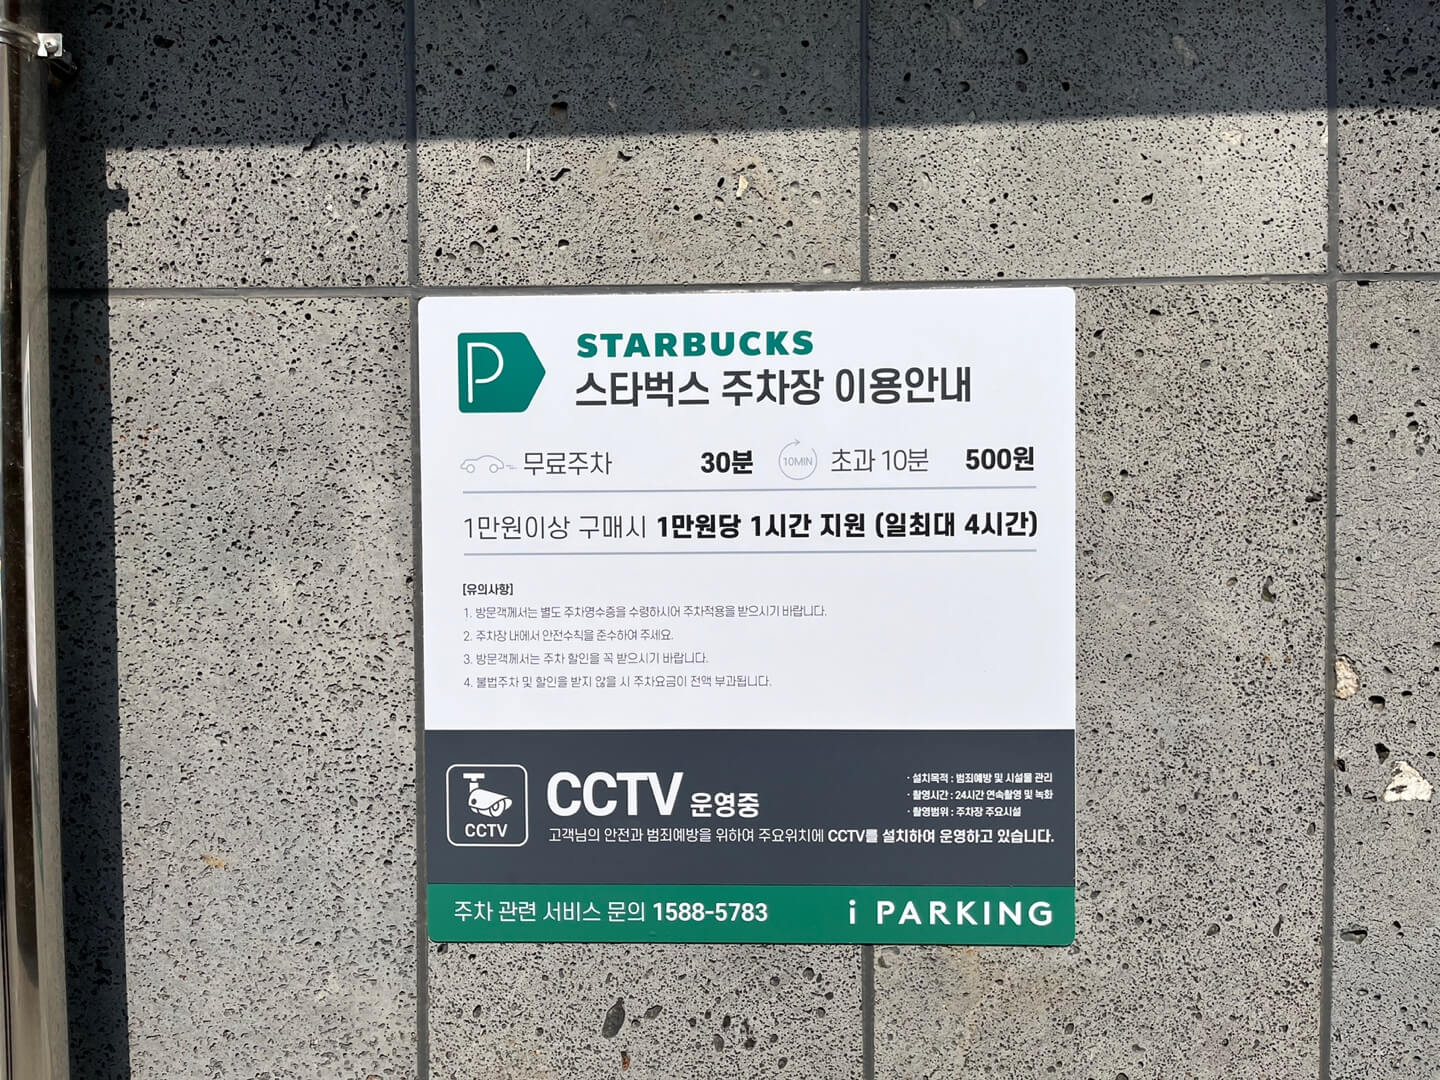 P
STARBUCKS
스타벅스 주차장 이용안내
무료주차 30분 10MIN 초과 10분 500원
1만원이상 구매시 1만원당 1시간 지원 (일최대 4시간)
[유의사항]
1. 방문객께서는 별도 주차영수증을 수령하시어 주차적용을 받으시기 바랍니다.
2. 주차장 내에서 안전수칙을 준수하여 주세요.
3. 방문객께서는 주차 할인을 꼭 받으시기 바랍니다.
4. 불법주차 및 할인을 받지 않을 시 주차요금이 전액 부과됩니다.
CCTV
CCTV 운영중
· 설치목적 : 범죄예방 및 시설물 관리
· 촬영시간 : 24시간 연속촬영 및 녹화
· 촬영범위 : 주차장 주요시설
고객님의 안전과 범죄예방을 위하여 주요위치에 CCTV를 설치하여 운영하고 있습니다.
주차 관련 서비스 문의 1588-5783
i PARKING